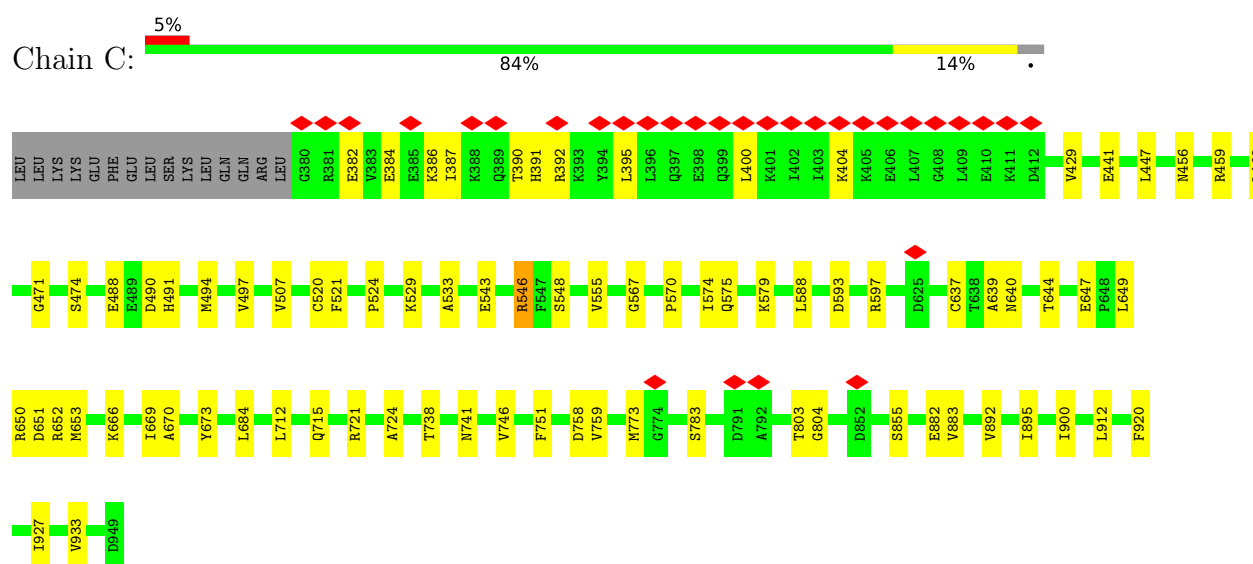 5%
Chain C:
84% 14% •
LEU LEU LYS LYS GLU PHE GLU LEU SER LYS LEU GLN GLN ARG LEU G380 R381 E382 V383 E384 E385 K386 I387 K388 Q389 T390 H391 R392 K393 Y394 L395 L396 Q397 E398 Q399 L400 K401 I402 I403 K404 K405 E406 L407 G408 L409 E410 K411 D412 V429 E441 L447 N456 R459
G471 S474 E488 E489 D490 H491 M494 V497 V507 C520 F521 P524 K529 A533 E543 R546 F547 S548 V555 G567 P570 I574 Q575 K579 L588 D593 R597 D625 C637 T638 A639 N640 T644 E647 P648 L649
R650 D651 R652 M653 K666 I669 A670 Y673 L684 L712 Q715 R721 A724 T738 N741 V746 F751 D758 V759 M773 G774 S783 D791 A792 T803 G804 D852 S855 E882 V883 V892 I895 I900 L912 F920
I927 V933 D949